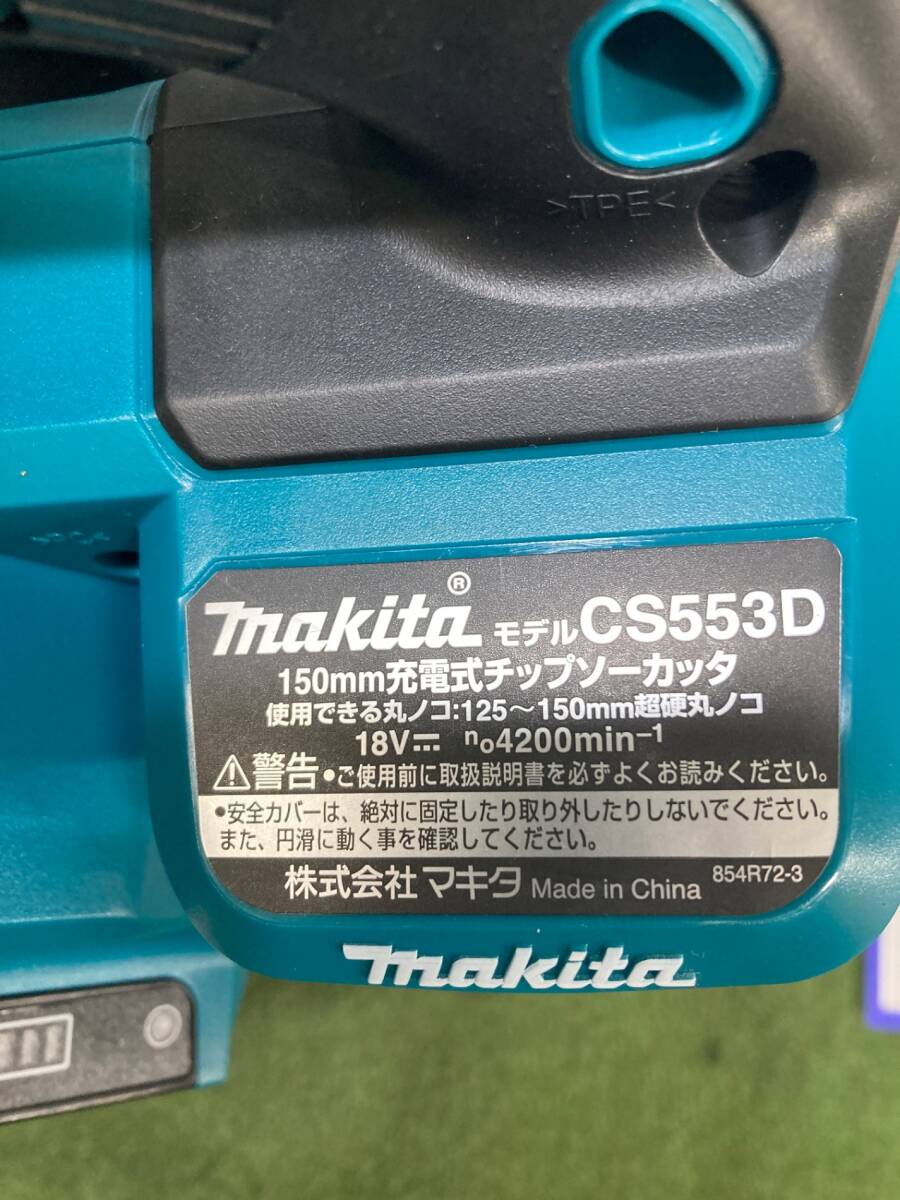 >TPE<
makita® モデル CS553D
150mm充電式チップソーカッタ
使用できる丸ノコ:125～150mm超硬丸ノコ
18V⎓ n₀4200min⁻¹
⚠警告 •ご使用前に取扱説明書を必ずよくお読みください。
•安全カバーは、絶対に固定したり取り外したりしないでください。
また、円滑に動く事を確認してください。
株式会社マキタ Made in China 854R72-3
makita